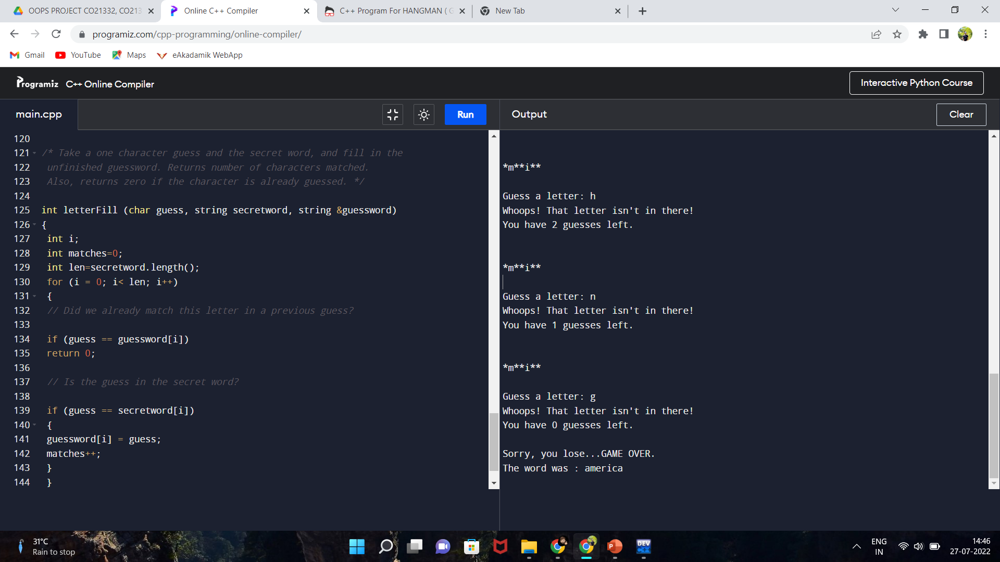 OOPS PROJECT CO21332, CO213
Online C++ Compiler
C++ Program For HANGMAN ( G
New Tab
programiz.com/cpp-programming/online-compiler/
Gmail
YouTube
Maps
eAkadamik WebApp
Programiz
C++ Online Compiler
Interactive Python Course
main.cpp
Run
Output
Clear
120
121 /* Take a one character guess and the secret word, and fill in the
122 unfinished guessword. Returns number of characters matched.
123 Also, returns zero if the character is already guessed. */
124
125 int letterFill (char guess, string secretword, string &guessword)
126 {
127 int i;
128 int matches=0;
129 int len=secretword.length();
130 for (i = 0; i< len; i++)
131 {
132 // Did we already match this letter in a previous guess?
133
134 if (guess == guessword[i])
135 return 0;
136
137 // Is the guess in the secret word?
138
139 if (guess == secretword[i])
140 {
141 guessword[i] = guess;
142 matches++;
143 }
144 }
*m**i**
Guess a letter: h
Whoops! That letter isn't in there!
You have 2 guesses left.
*m**i**
Guess a letter: n
Whoops! That letter isn't in there!
You have 1 guesses left.
*m**i**
Guess a letter: g
Whoops! That letter isn't in there!
You have 0 guesses left.
Sorry, you lose...GAME OVER.
The word was : america
31°C
Rain to stop
P
DEV
C++
ENG
IN
14:46
27-07-2022